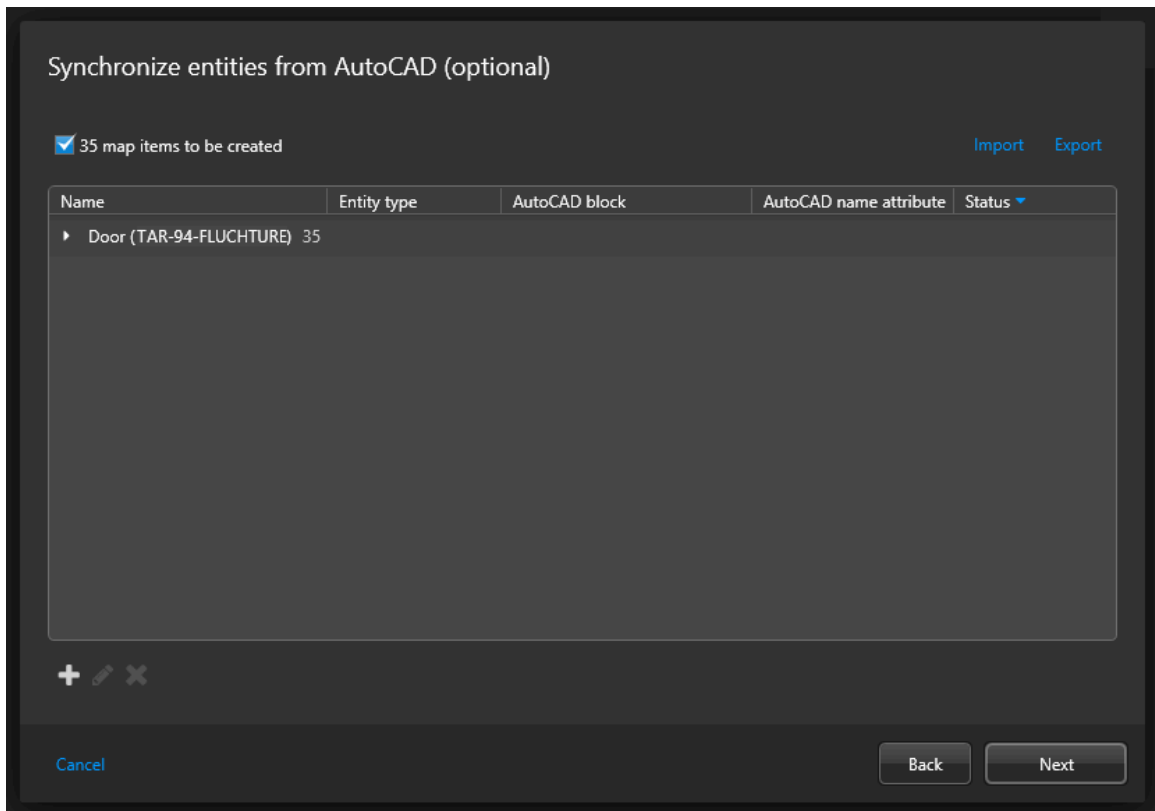 Synchronize entities from AutoCAD (optional)
35 map items to be created Import Export
Name Entity type AutoCAD block AutoCAD name attribute Status
Door (TAR-94-FLUCHTURE) 35
Cancel Back Next